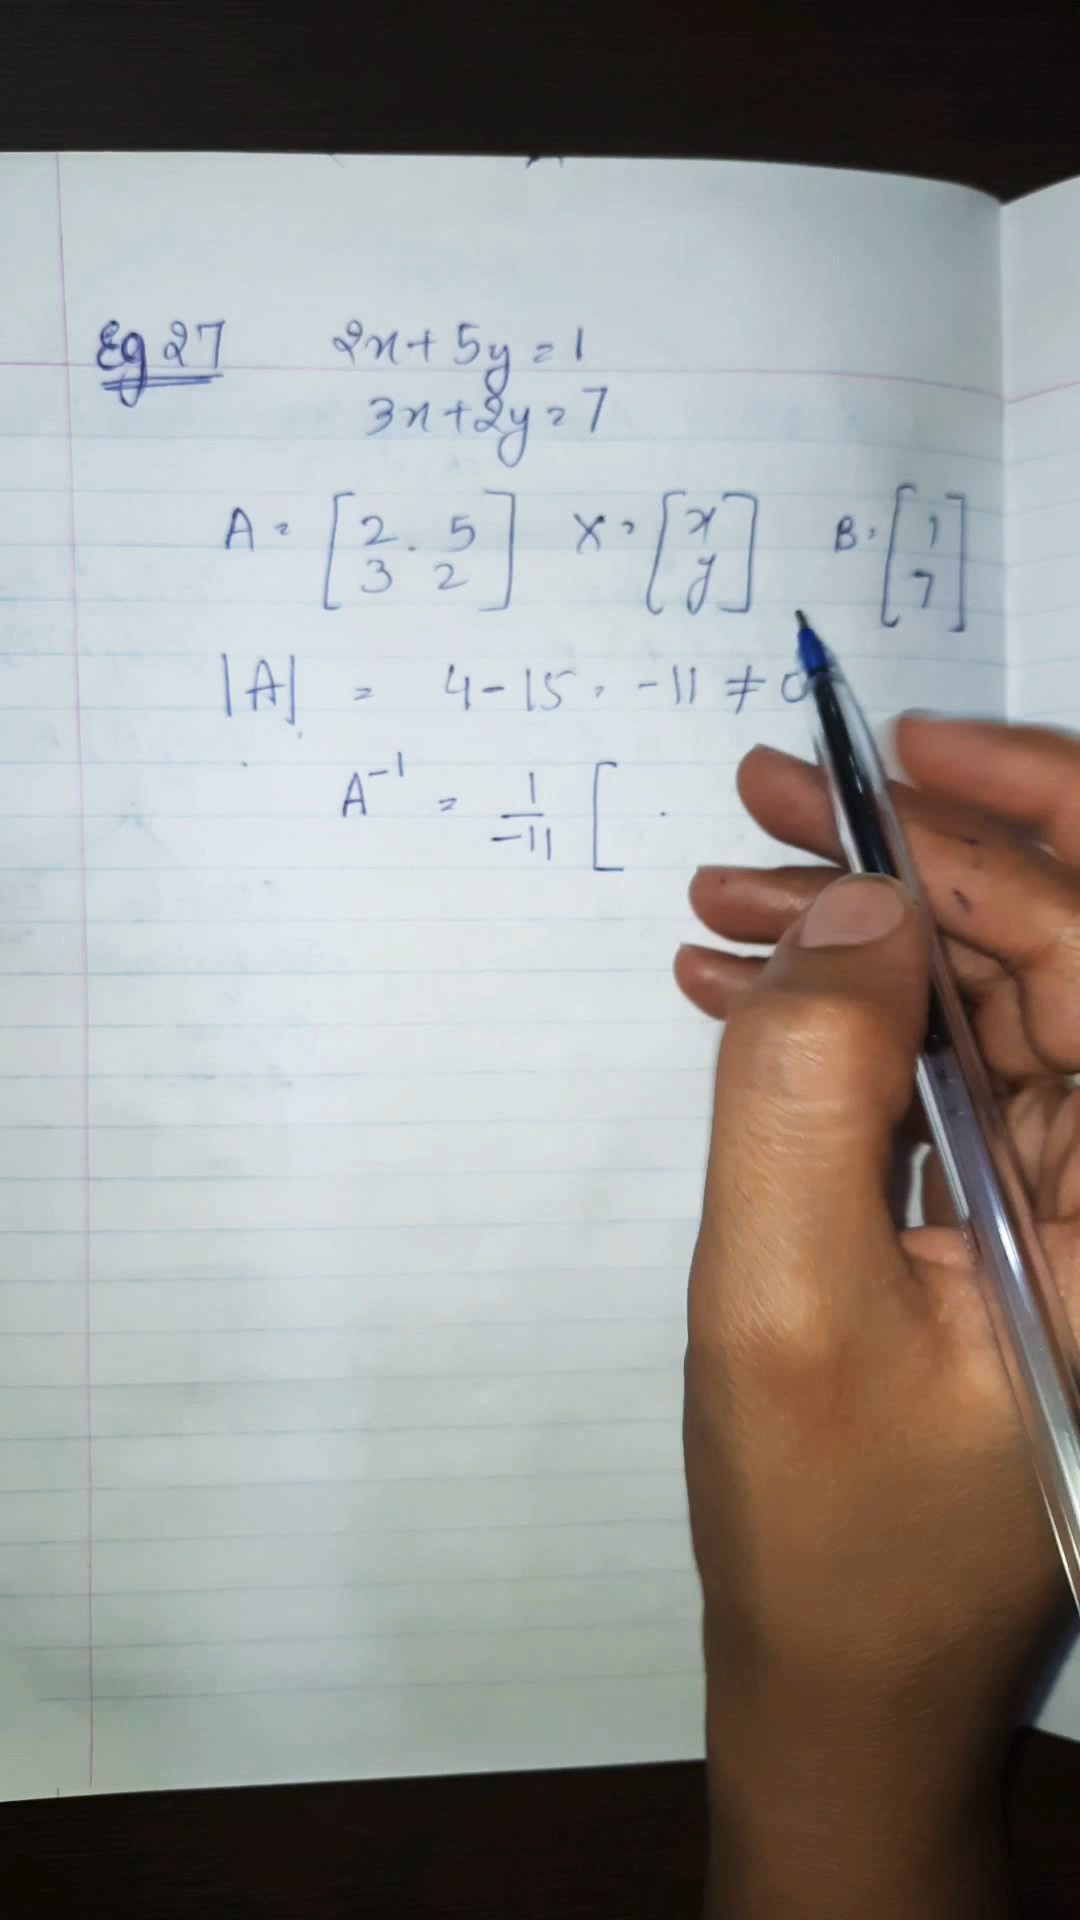 Eg 27 2x + 5y = 1
3x + 2y = 7
A = [2 5 X = [x B = [1
3 2] y] 7]
|A| = 4 - 15 = -11 ≠ 0
A⁻¹ = 1/-11 [